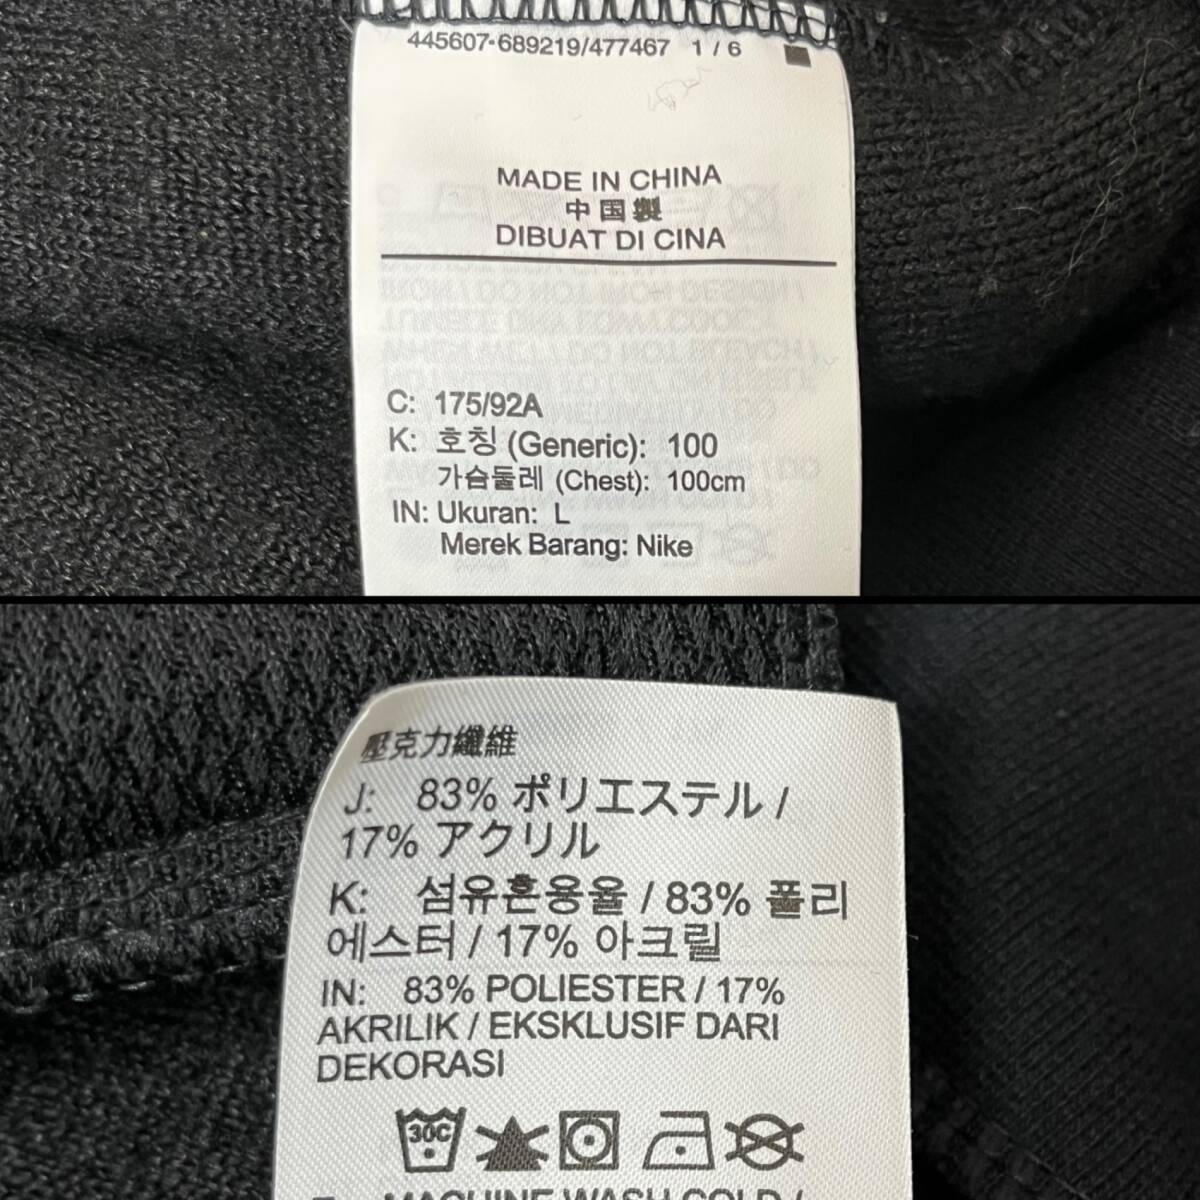 445607-689219/477467 1 / 6
MADE IN CHINA
中国製
DIBUAT DI CINA
C: 175/92A
K: 호칭 (Generic): 100
가슴둘레 (Chest): 100cm
IN: Ukuran: L
Merek Barang: Nike
壓克力纖維
J: 83% ポリエステル /
17% アクリル
K: 섬유혼용율 / 83% 폴리
에스터 / 17% 아크릴
IN: 83% POLIESTER / 17%
AKRILIK / EKSKLUSIF DARI
DEKORASI
30C
MACHINE WASH COLD /